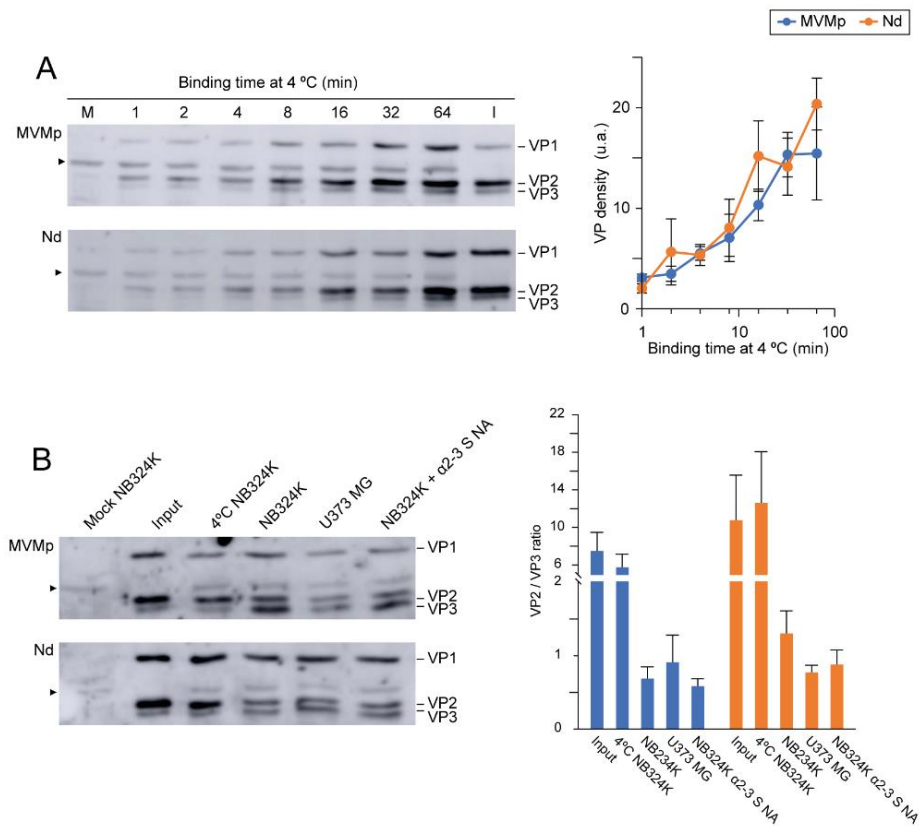 MVMp Nd
A
Binding time at 4 ºC (min)
M 1 2 4 8 16 32 64 I
MVMp
VP1
VP2
VP3
Nd
VP1
VP2
VP3
VP density (u.a.)
20
10
0
1 10 100
Binding time at 4 ºC (min)
B
Mock NB324K
Input
4ºC NB324K
NB324K
U373 MG
NB324K + α2-3 S NA
MVMp
VP1
VP2
VP3
Nd
VP1
VP2
VP3
VP2 / VP3 ratio
22
18
14
10
6
2
1
0
Input
4ºC NB324K
NB234K
U373 MG
NB324K α2-3 S NA
Input
4ºC NB324K
NB234K
U373 MG
NB324K α2-3 S NA